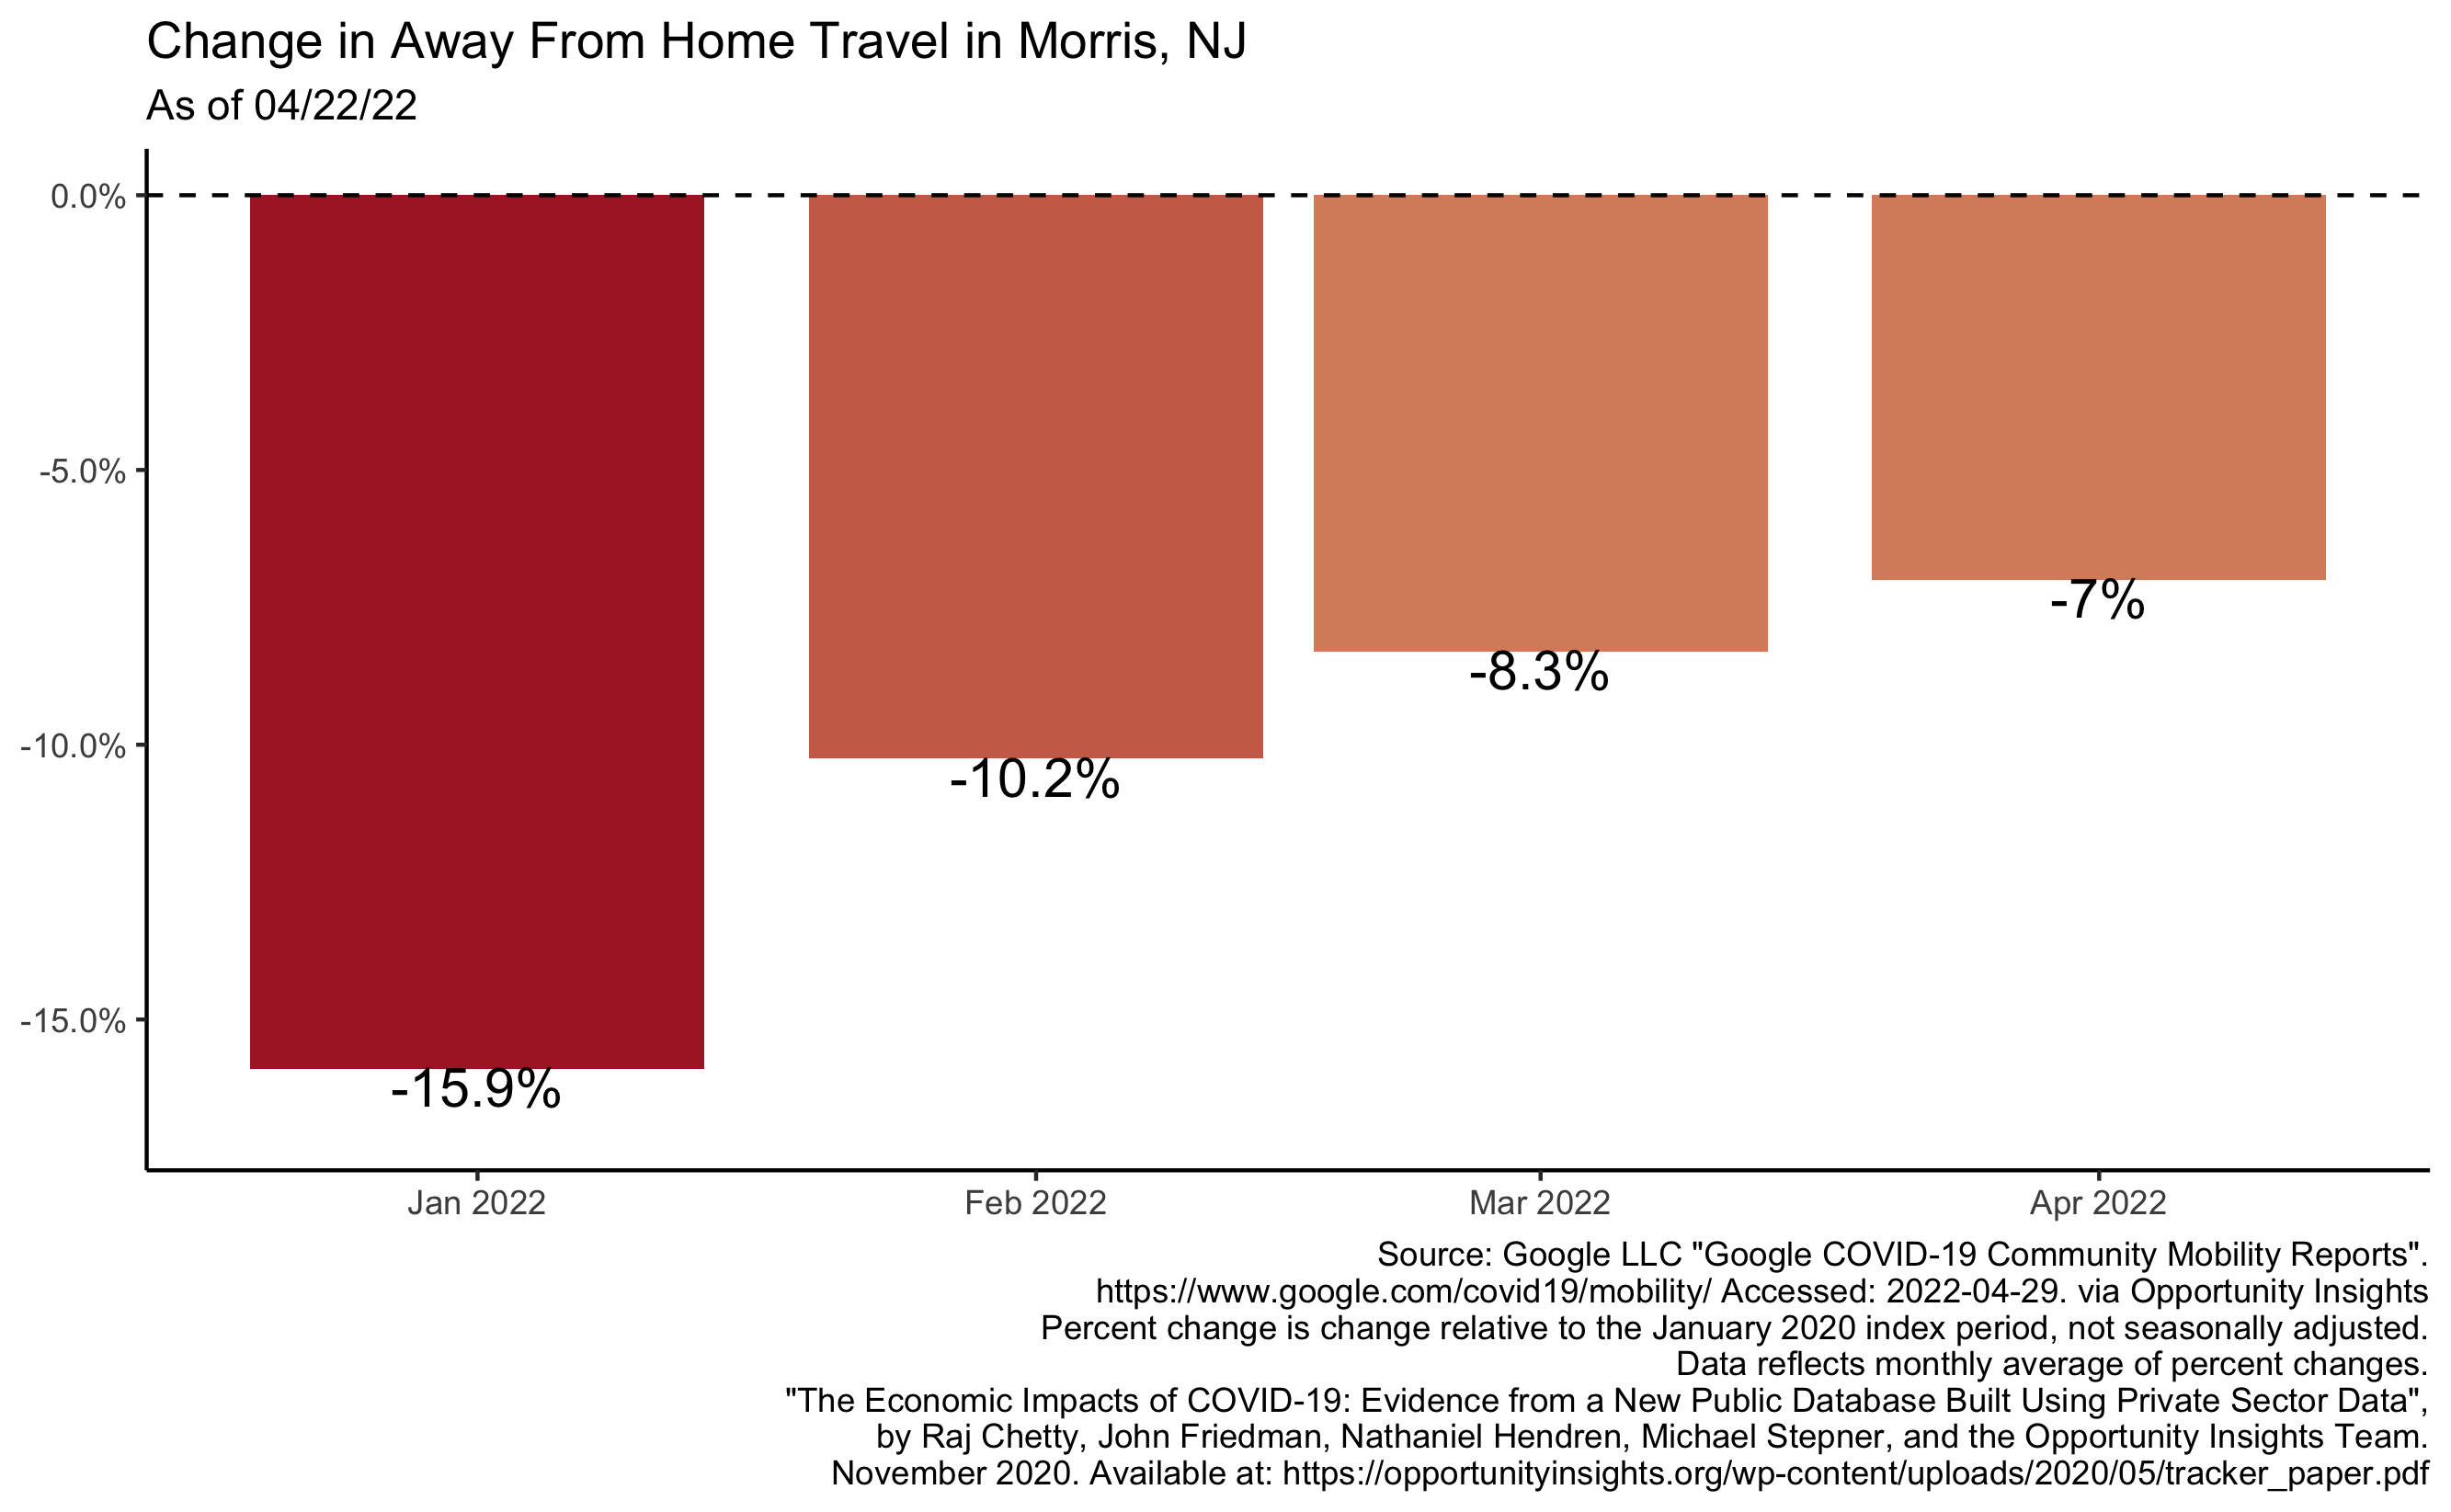 Change in Away From Home Travel in Morris, NJ
As of 04/22/22
0.0%
-5.0%
-10.0%
-15.0%
-15.9%
-10.2%
-8.3%
-7%
Jan 2022
Feb 2022
Mar 2022
Apr 2022
Source: Google LLC "Google COVID-19 Community Mobility Reports".
https://www.google.com/covid19/mobility/ Accessed: 2022-04-29. via Opportunity Insights
Percent change is change relative to the January 2020 index period, not seasonally adjusted.
Data reflects monthly average of percent changes.
"The Economic Impacts of COVID-19: Evidence from a New Public Database Built Using Private Sector Data",
by Raj Chetty, John Friedman, Nathaniel Hendren, Michael Stepner, and the Opportunity Insights Team.
November 2020. Available at: https://opportunityinsights.org/wp-content/uploads/2020/05/tracker_paper.pdf